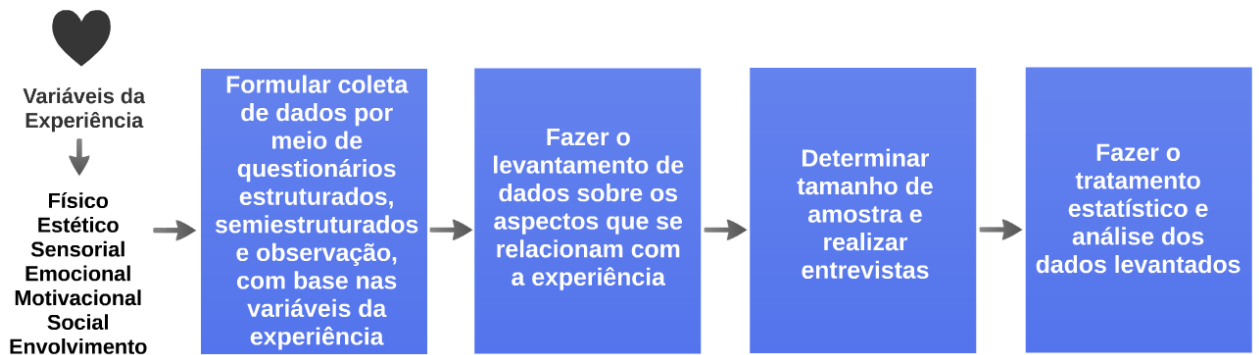 Variáveis da
Experiência
Físico
Estético
Sensorial
Emocional
Motivacional
Social
Envolvimento
Formular coleta
de dados por
meio de
questionários
estruturados,
semiestruturados
e observação,
com base nas
variáveis da
experiência
Fazer o
levantamento de
dados sobre os
aspectos que se
relacionam com
a experiência
Determinar
tamanho de
amostra e
realizar
entrevistas
Fazer o
tratamento
estatístico e
análise dos
dados levantados